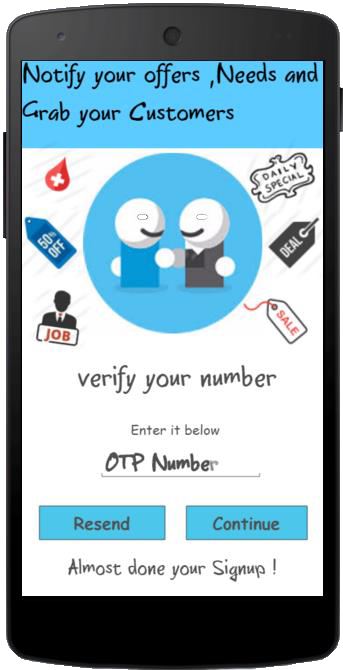 Notify your offers ,Needs and
Grab your Customers
DAILY
SPECIAL
50%
OFF
DEAL
JOB
SALE
verify your number
Enter it below
OTP Number
Resend
Continue
Almost done your Signup !